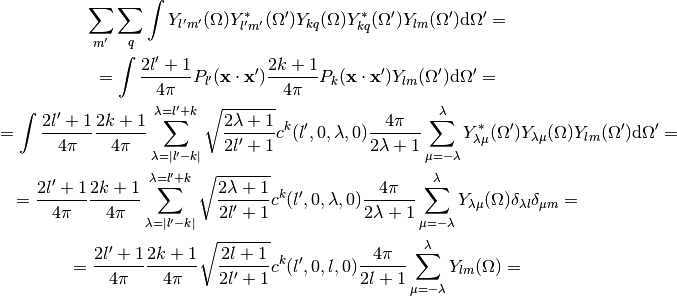 \sum_{m'} \sum_{q} \int Y_{l'm'}(\Omega) Y^*_{l'm'}(\Omega') Y_{kq}(\Omega) Y^*_{kq}(\Omega') Y_{lm}(\Omega') \mathrm{d}\Omega' =
= \int \frac{2l'+1}{4\pi} P_{l'}(\mathbf{x} \cdot \mathbf{x}') \frac{2k+1}{4\pi} P_k(\mathbf{x} \cdot \mathbf{x}') Y_{lm}(\Omega') \mathrm{d}\Omega' =
= \int \frac{2l'+1}{4\pi} \frac{2k+1}{4\pi} \sum_{\lambda=|l'-k|}^{\lambda=l'+k} \sqrt{\frac{2\lambda+1}{2l'+1}} c^k(l',0,\lambda,0) \frac{4\pi}{2\lambda+1} \sum_{\mu=-\lambda}^{\lambda} Y^*_{\lambda\mu}(\Omega') Y_{\lambda\mu}(\Omega) Y_{lm}(\Omega') \mathrm{d}\Omega' =
= \frac{2l'+1}{4\pi} \frac{2k+1}{4\pi} \sum_{\lambda=|l'-k|}^{\lambda=l'+k} \sqrt{\frac{2\lambda+1}{2l'+1}} c^k(l',0,\lambda,0) \frac{4\pi}{2\lambda+1} \sum_{\mu=-\lambda}^{\lambda} Y_{\lambda\mu}(\Omega) \delta_{\lambda l} \delta_{\mu m} =
= \frac{2l'+1}{4\pi} \frac{2k+1}{4\pi} \sqrt{\frac{2l+1}{2l'+1}} c^k(l',0,l,0) \frac{4\pi}{2l+1} \sum_{\mu=-\lambda}^{\lambda} Y_{lm}(\Omega) =